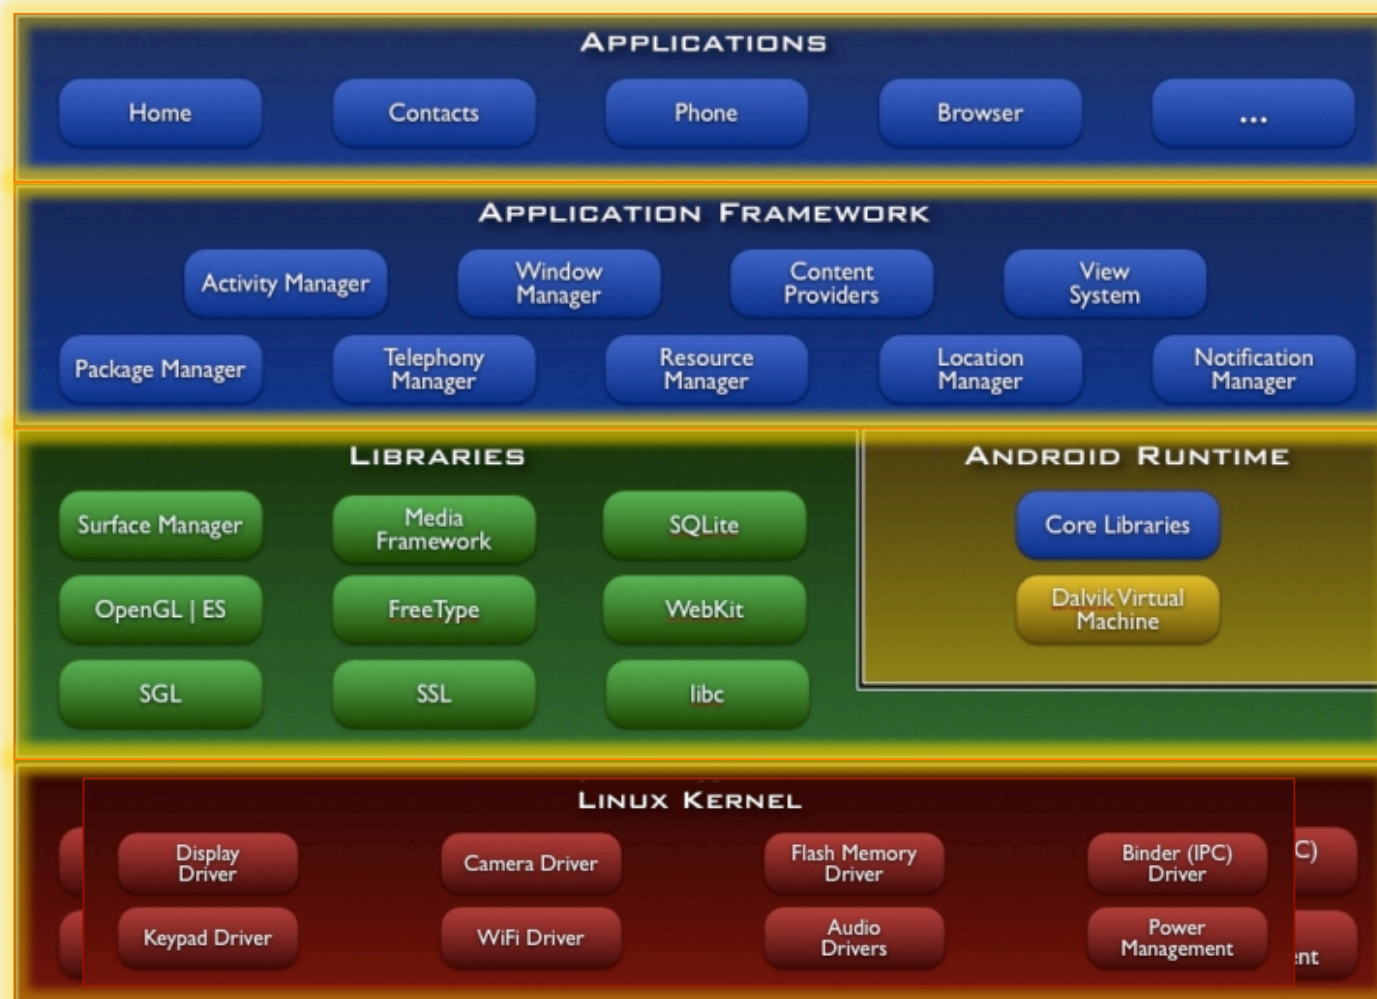 APPLICATIONS
Home
Contacts
Phone
Browser
...
APPLICATION FRAMEWORK
Activity Manager
Window
Manager
Content
Providers
View
System
Package Manager
Telephony
Manager
Resource
Manager
Location
Manager
Notification
Manager
LIBRARIES
Surface Manager
Media
Framework
SQLite
OpenGL | ES
FreeType
WebKit
SGL
SSL
libc
ANDROID RUNTIME
Core Libraries
Dalvik Virtual
Machine
LINUX KERNEL
Display
Driver
Camera Driver
Flash Memory
Driver
Binder (IPC)
Driver
C)
Keypad Driver
WiFi Driver
Audio
Drivers
Power
Management
ent